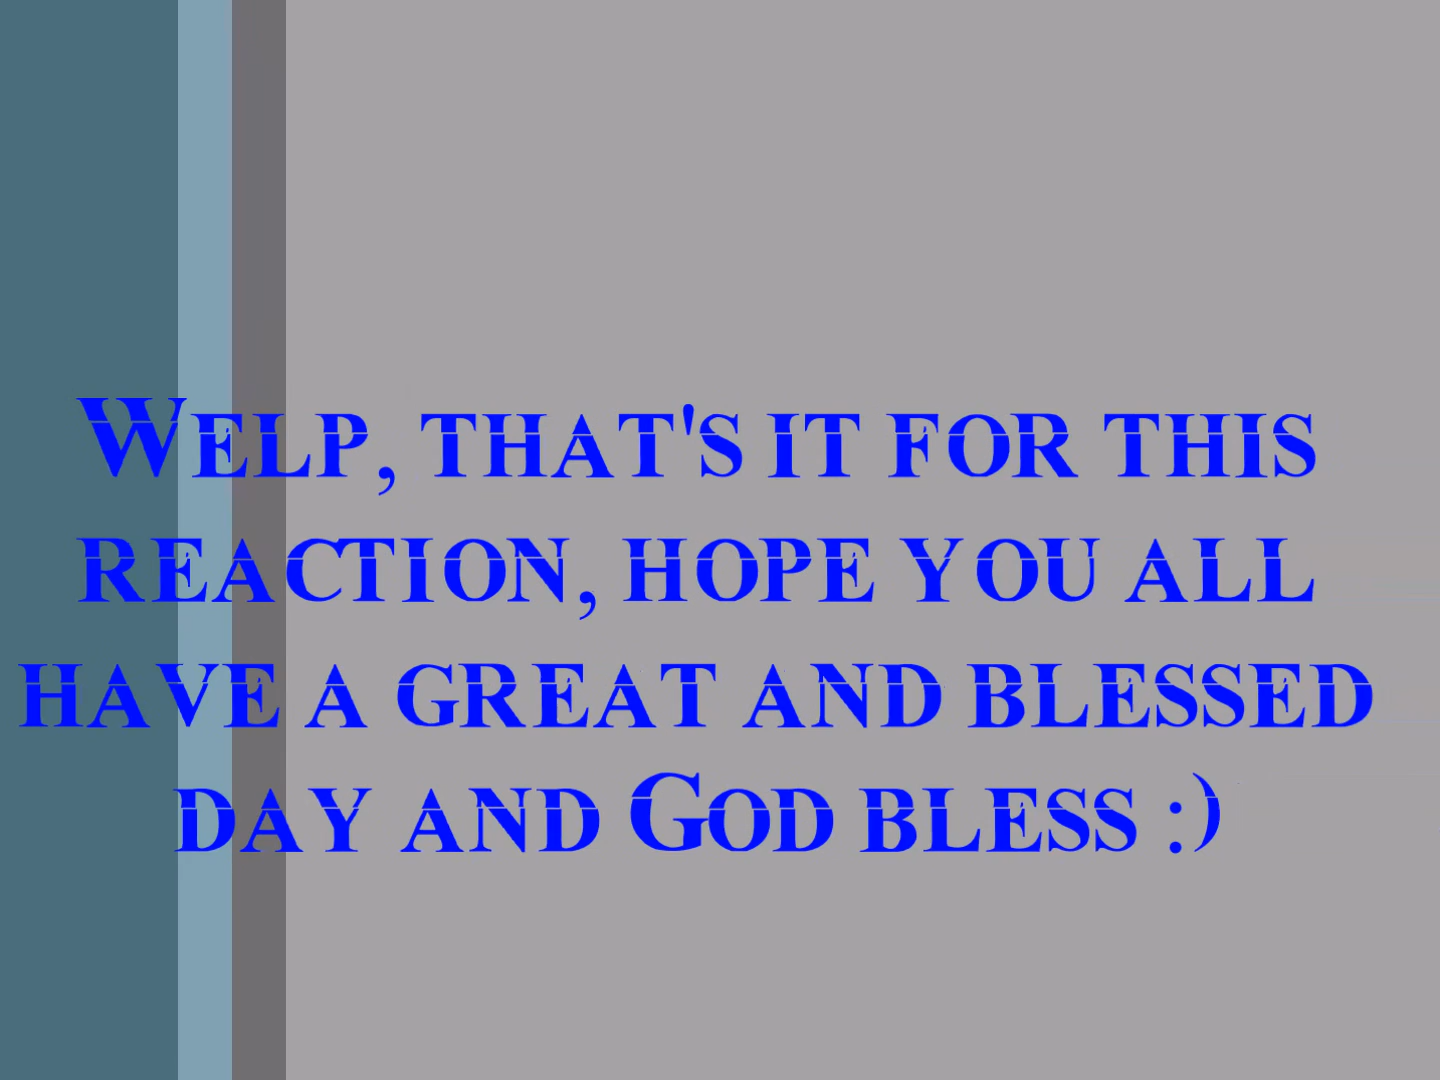 Welp, that's it for this
reaction, hope you all
have a great and blessed
day and God bless :)